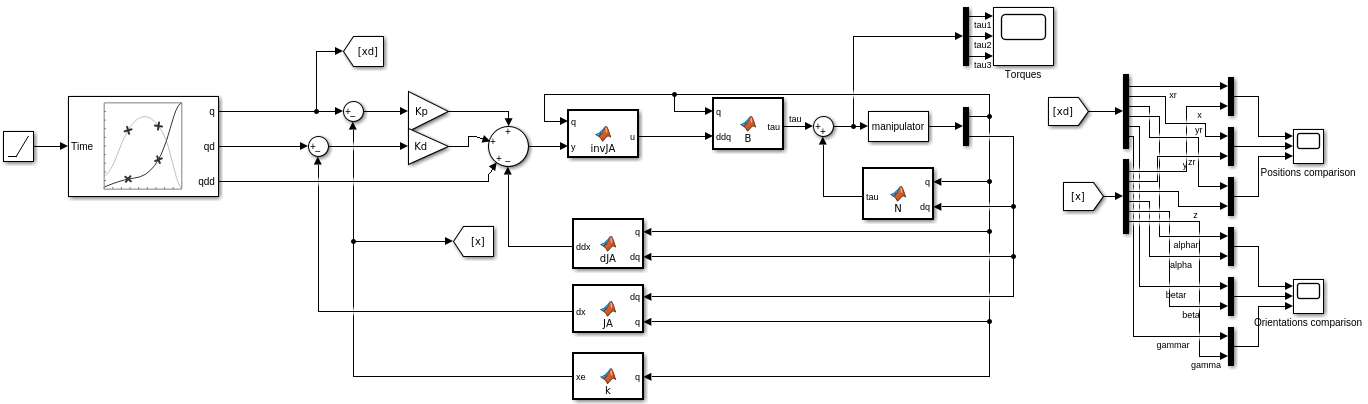 [xd]
Time
q
qd
qdd
Kp
Kd
q
y
u
invJA
q
ddq
tau
B
tau
manipulator
tau1
tau2
tau3
Torques
tau
q
dq
N
[x]
ddx
q
dq
dJA
dx
dq
q
JA
xe
q
k
[xd]
[x]
xr
x
yr
y
zr
z
alphar
alpha
betar
beta
gammar
gamma
Positions comparison
Orientations comparison